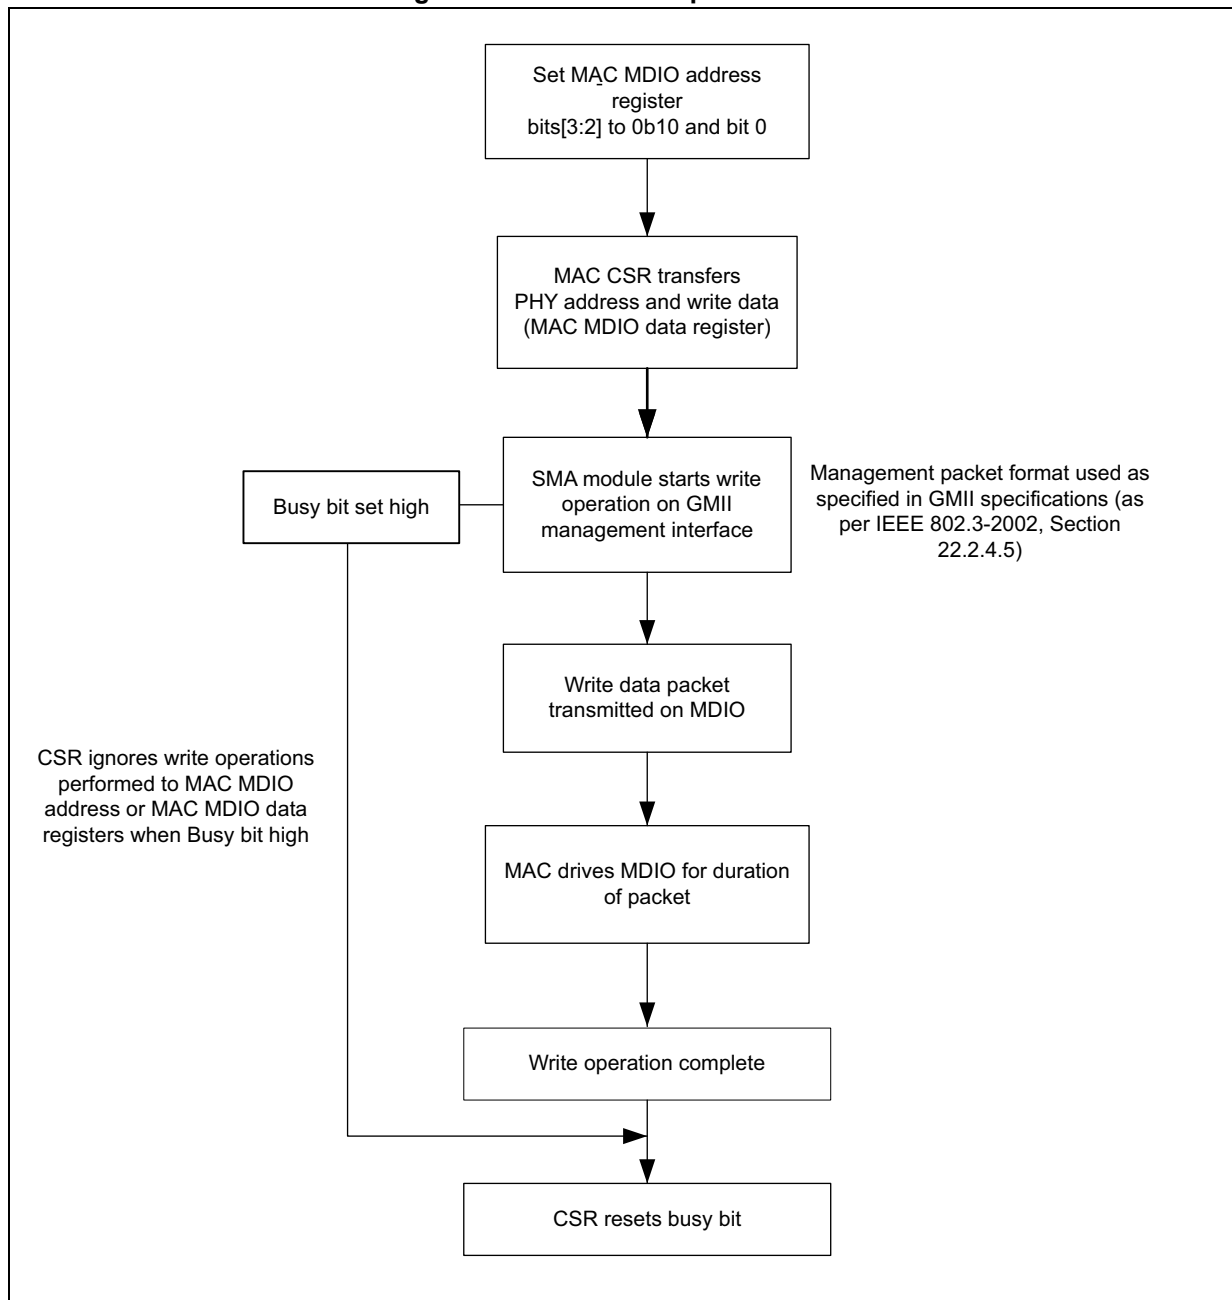 Set MAC MDIO address
register
bits[3:2] to 0b10 and bit 0
MAC CSR transfers
PHY address and write data
(MAC MDIO data register)
SMA module starts write
operation on GMII
management interface
Management packet format used as
specified in GMII specifications (as
per IEEE 802.3-2002, Section
22.2.4.5)
Busy bit set high
Write data packet
transmitted on MDIO
CSR ignores write operations
performed to MAC MDIO
address or MAC MDIO data
registers when Busy bit high
MAC drives MDIO for duration
of packet
Write operation complete
CSR resets busy bit